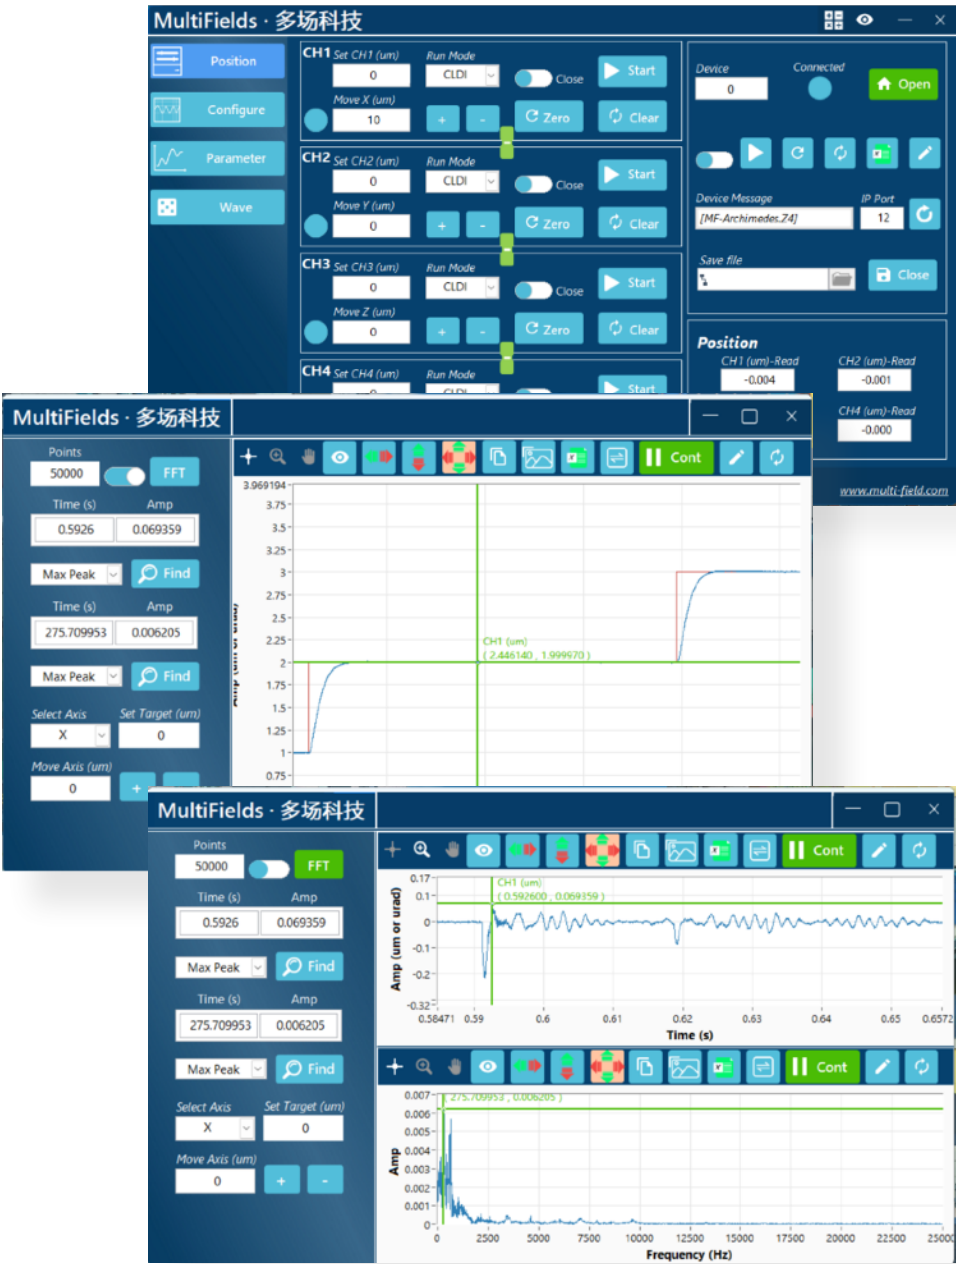 MultiFields · 多场科技
Position
Configure
Parameter
Wave
CH1 Set CH1 (um) Run Mode
0 CLDI Close Start
Move X (um)
10 + - Zero Clear
CH2 Set CH2 (um) Run Mode
0 CLDI Close Start
Move Y (um)
0 + - Zero Clear
CH3 Set CH3 (um) Run Mode
0 CLDI Close Start
Move Z (um)
0 + - Zero Clear
CH4 Set CH4 (um) Run Mode
Start
Device Connected
0 Open
Device Message IP Port
[MF-Archimedes.Z4] 12
Save file
Close
Position
CH1 (um)-Read CH2 (um)-Read
-0.004 -0.001
CH4 (um)-Read
-0.000
www.multi-field.com
MultiFields · 多场科技
Points
50000 FFT
Time (s) Amp
0.5926 0.069359
Max Peak Find
Time (s) Amp
275.709953 0.006205
Max Peak Find
Select Axis Set Target (um)
X 0
Move Axis (um)
0 +
Cont
3.969194
3.75
3.5
3.25
3
2.75
2.5
2.25
2
1.75
1.5
1.25
1
0.75
Amp (um or urad)
CH1 (um)
( 2.446140 , 1.999970 )
MultiFields · 多场科技
Points
50000 FFT
Time (s) Amp
0.5926 0.069359
Max Peak Find
Time (s) Amp
275.709953 0.006205
Max Peak Find
Select Axis Set Target (um)
X 0
Move Axis (um)
0 + -
Cont
Amp (um or urad)
0.17
0.1
0
-0.1
-0.2
-0.32
CH1 (um)
( 0.592600 , 0.069359 )
0.58471 0.59 0.6 0.61 0.62 0.63 0.64 0.65 0.6572
Time (s)
Cont
Amp
0.007
0.006
0.005
0.004
0.003
0.002
0.001
0
( 275.709953 , 0.006205 )
0 2500 5000 7500 10000 12500 15000 17500 20000 22500 25000
Frequency (Hz)